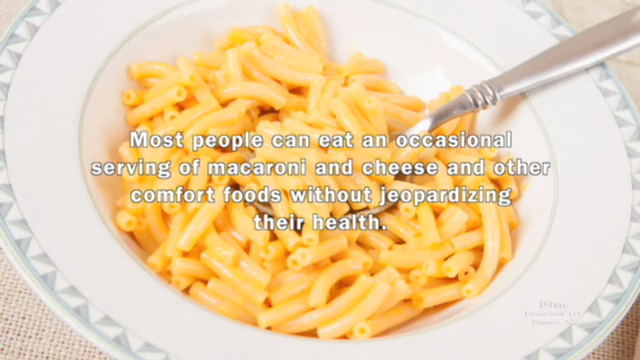 Most people can eat an occasional
serving of macaroni and cheese and other
comfort foods without jeopardizing
their health.